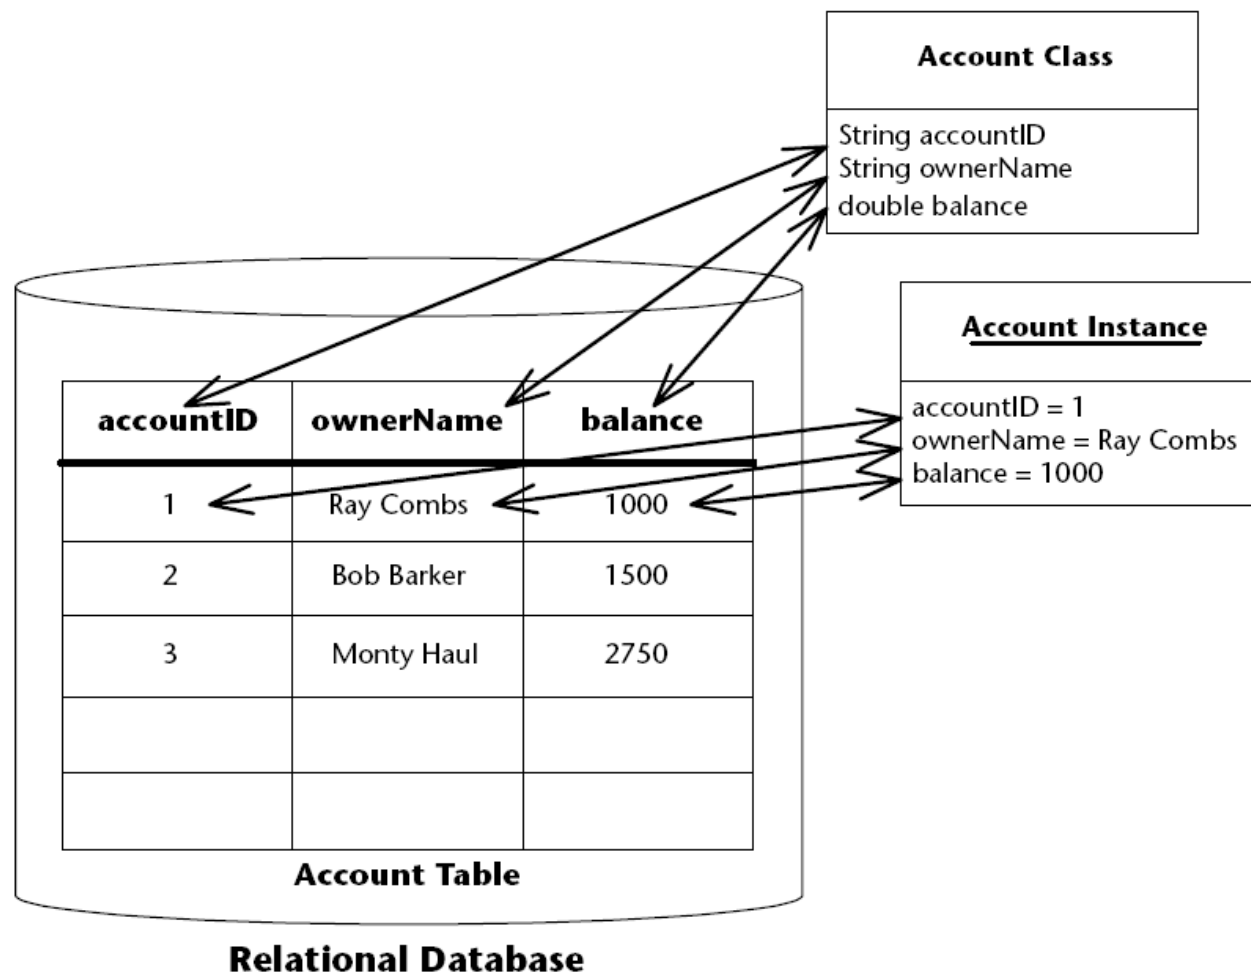 Account Class
String accountID
String ownerName
double balance
Account Instance
accountID = 1
ownerName = Ray Combs
balance = 1000
accountID ownerName balance
1 Ray Combs 1000
2 Bob Barker 1500
3 Monty Haul 2750
Account Table
Relational Database